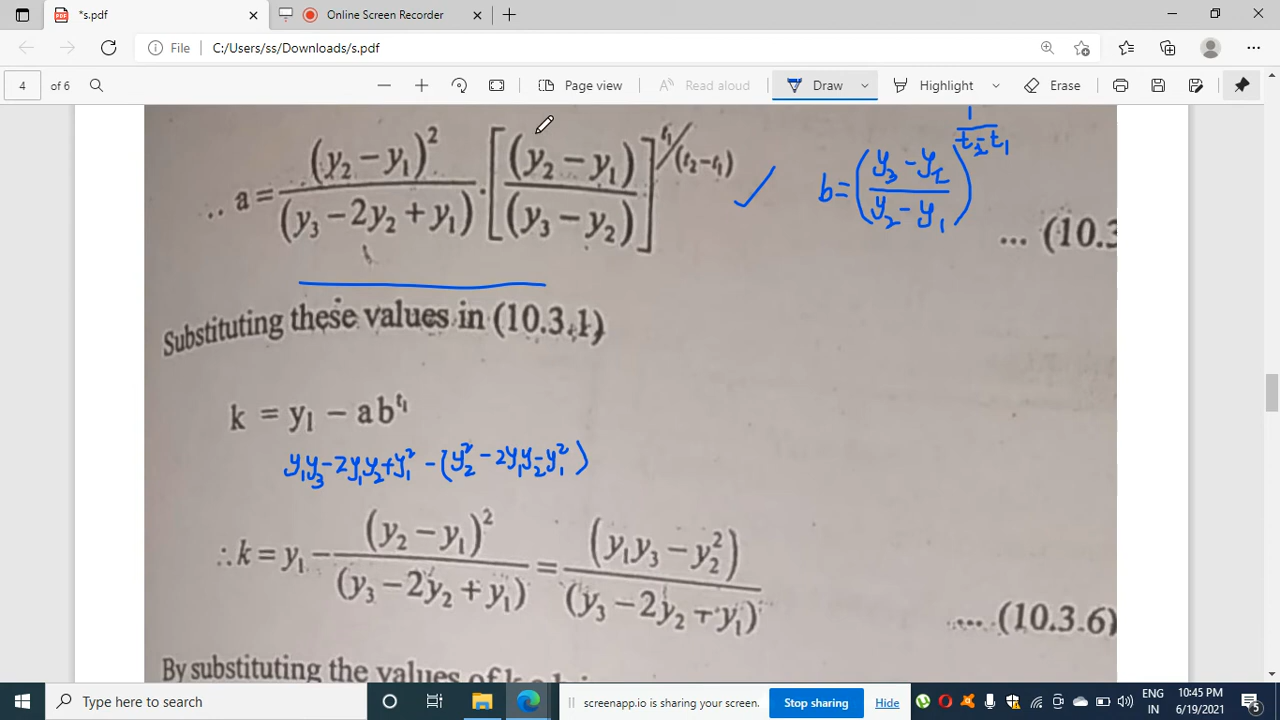 *s.pdf
Online Screen Recorder
File
C:/Users/ss/Downloads/s.pdf
4 of 6
Page view
Read aloud
Draw
Highlight
Erase
∴ a = (y₂ − y₁)² / (y₃ − 2y₂ + y₁) · [(y₂ − y₁) / (y₃ − y₂)]^(t₁/(t₂−t₁))
b = ((y₃ − y₂) / (y₂ − y₁))^(1/(t₂−t₁))
... (10.3
Substituting these values in (10.3.1)
k = y₁ − ab^t₁
y₁y₃ − 2y₁y₂ + y₁² − (y₂² − 2y₁y₂ − y₁²)
∴ k = y₁ − (y₂ − y₁)² / (y₃ − 2y₂ + y₁) = (y₁y₃ − y₂²) / (y₃ − 2y₂ + y₁)
.... (10.3.6)
By substituting the values of k
Type here to search
screenapp.io is sharing your screen.
Stop sharing
Hide
ENG
IN
10:45 PM
6/19/2021
5